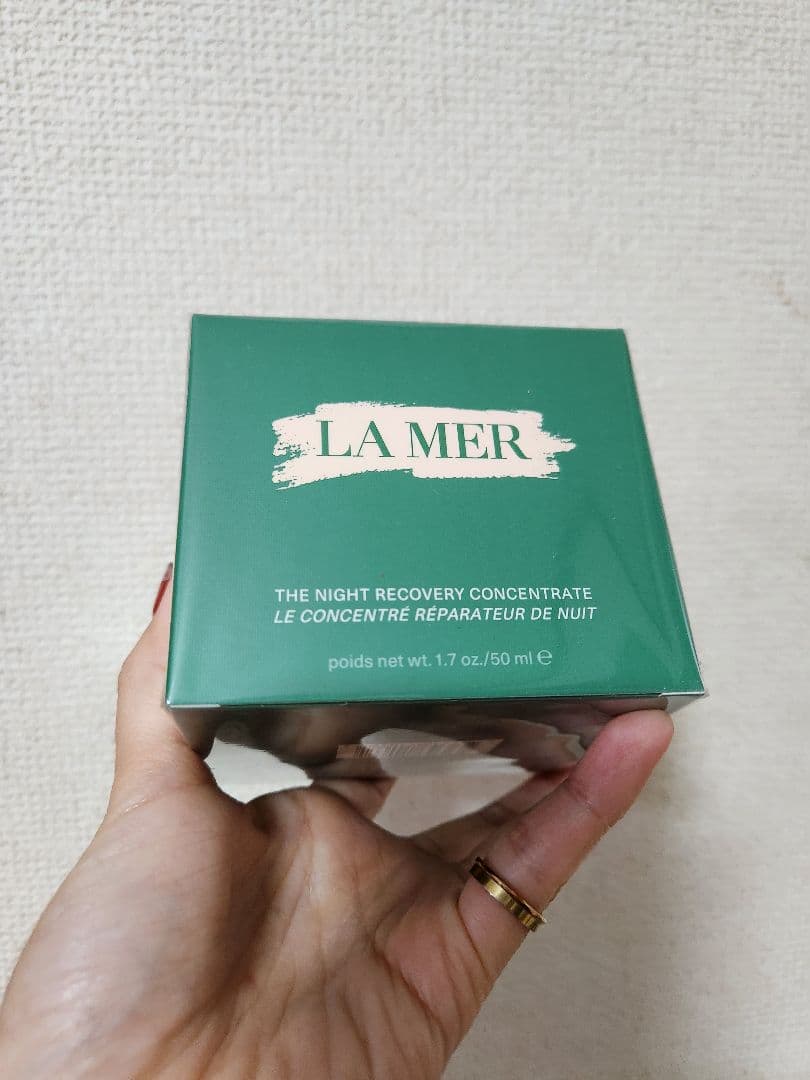 LA MER
THE NIGHT RECOVERY CONCENTRATE
LE CONCENTRÉ RÉPARATEUR DE NUIT
poids net wt. 1.7 oz./50 ml ℮